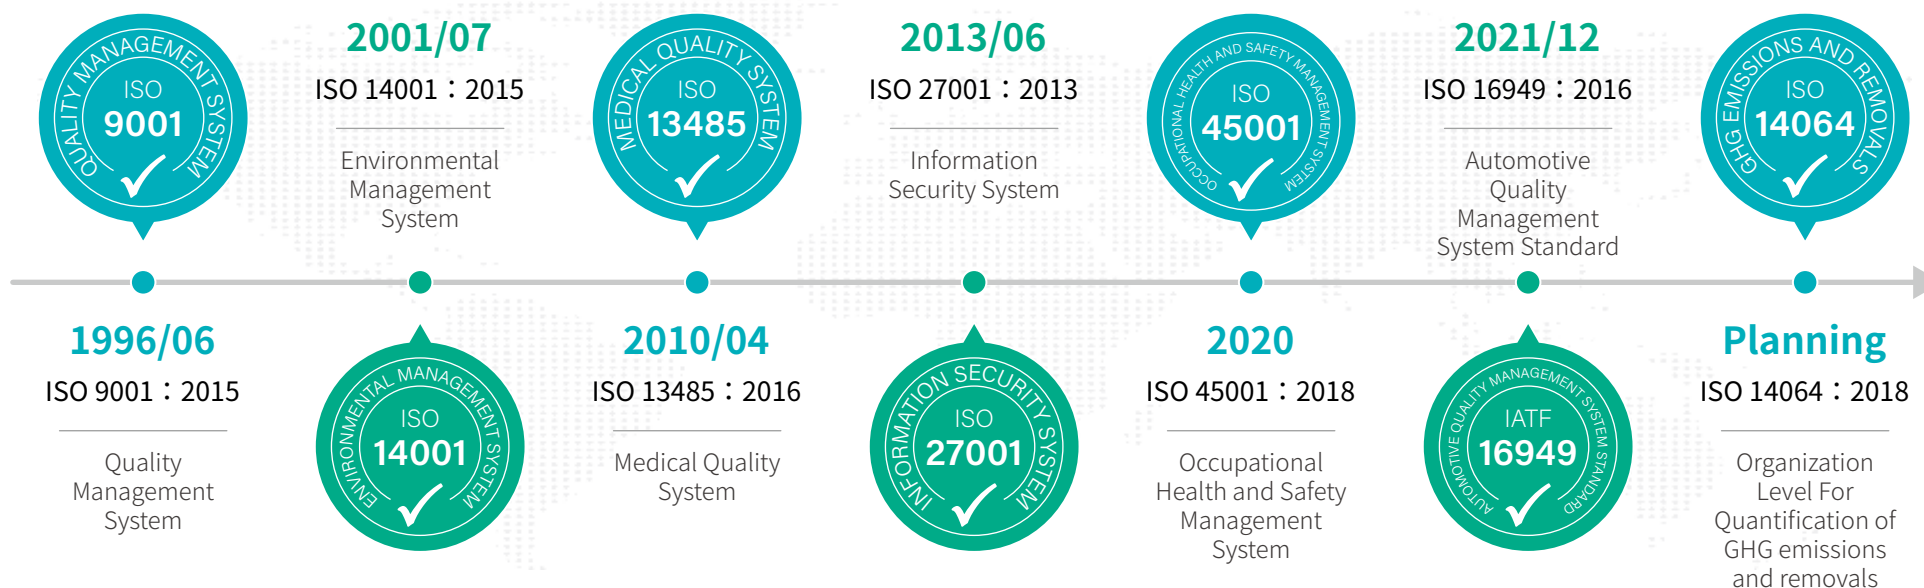 QUALITY MANAGEMENT SYSTEM
ISO
9001
1996/06
ISO 9001：2015
Quality
Management
System
2001/07
ISO 14001：2015
Environmental
Management
System
ENVIRONMENTAL MANAGEMENT SYSTEM
ISO
14001
MEDICAL QUALITY SYSTEM
ISO
13485
2010/04
ISO 13485：2016
Medical Quality
System
2013/06
ISO 27001：2013
Information
Security System
INFORMATION SECURITY SYSTEM
ISO
27001
OCCUPATIONAL HEALTH AND SAFETY MANAGEMENT SYSTEM
ISO
45001
2020
ISO 45001：2018
Occupational
Health and Safety
Management
System
2021/12
ISO 16949：2016
Automotive
Quality
Management
System Standard
AUTOMOTIVE QUALITY MANAGEMENT SYSTEM STANDARD
IATF
16949
GHG EMISSIONS AND REMOVALS
ISO
14064
Planning
ISO 14064：2018
Organization
Level For
Quantification of
GHG emissions
and removals